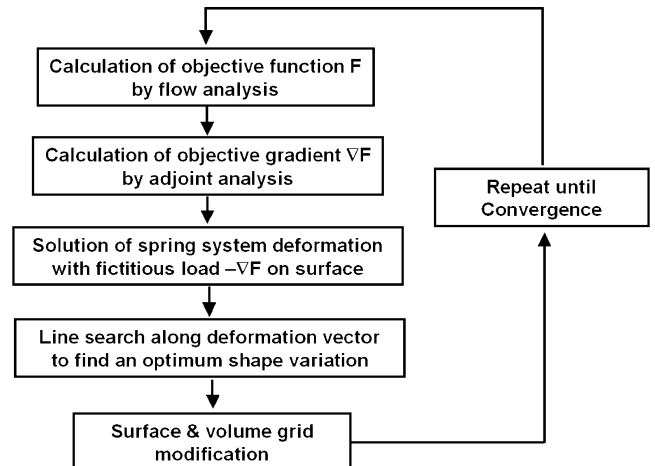 Calculation of objective function F
by flow analysis
Calculation of objective gradient ∇F
by adjoint analysis
Solution of spring system deformation
with fictitious load –∇F on surface
Line search along deformation vector
to find an optimum shape variation
Surface & volume grid
modification
Repeat until
Convergence